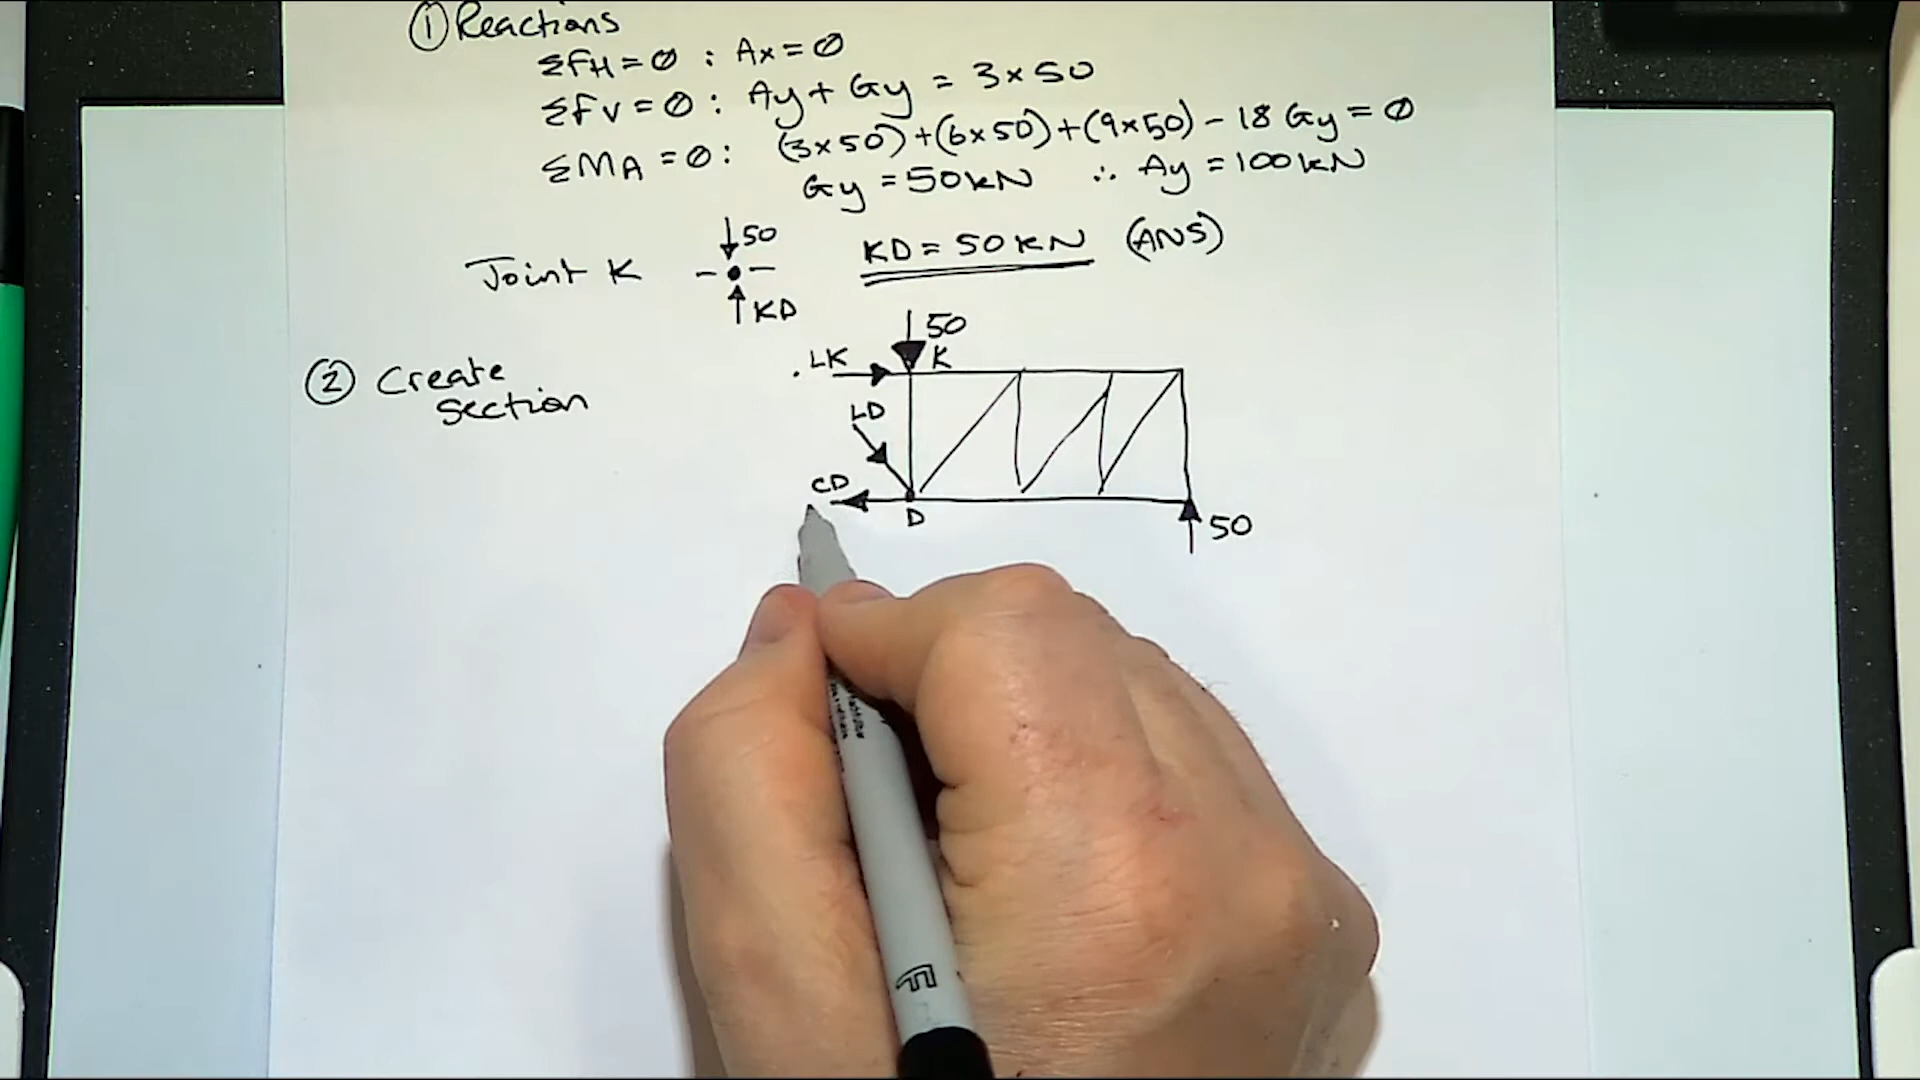 ① Reactions
ΣFH = 0 : Ax = 0
ΣFV = 0 : Ay + Gy = 3 × 50
ΣMA = 0 : (3×50) + (6×50) + (9×50) - 18 Gy = 0
Gy = 50kN ∴ Ay = 100kN
Joint K
50
KD
KD = 50kN (ANS)
② Create
section
50
LK
K
LD
CD
D
50
F